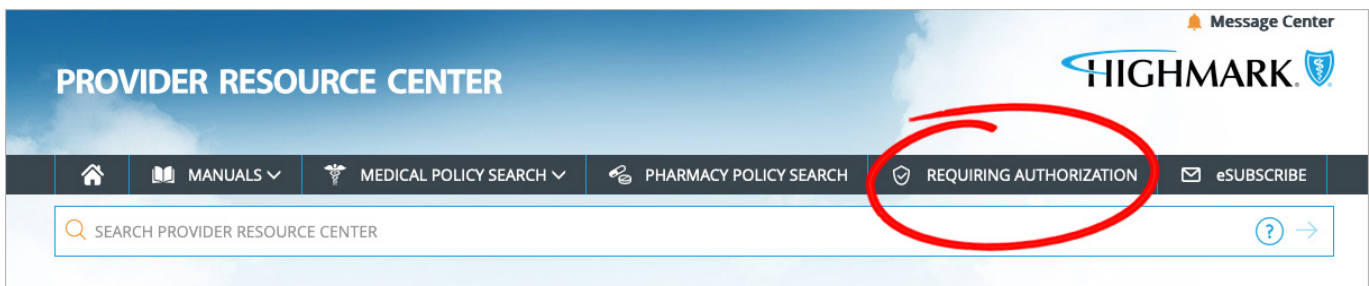 Message Center
PROVIDER RESOURCE CENTER
HIGHMARK.
MANUALS MEDICAL POLICY SEARCH PHARMACY POLICY SEARCH REQUIRING AUTHORIZATION eSUBSCRIBE
SEARCH PROVIDER RESOURCE CENTER ?